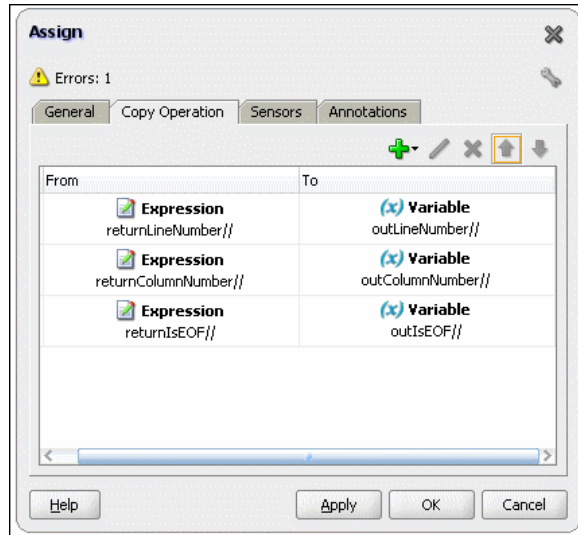 Assign
Errors: 1
General Copy Operation Sensors Annotations
From To
Expression (x) Variable
returnLineNumber// outLineNumber//
Expression (x) Variable
returnColumnNumber// outColumnNumber//
Expression (x) Variable
returnIsEOF// outIsEOF//
Help Apply OK Cancel